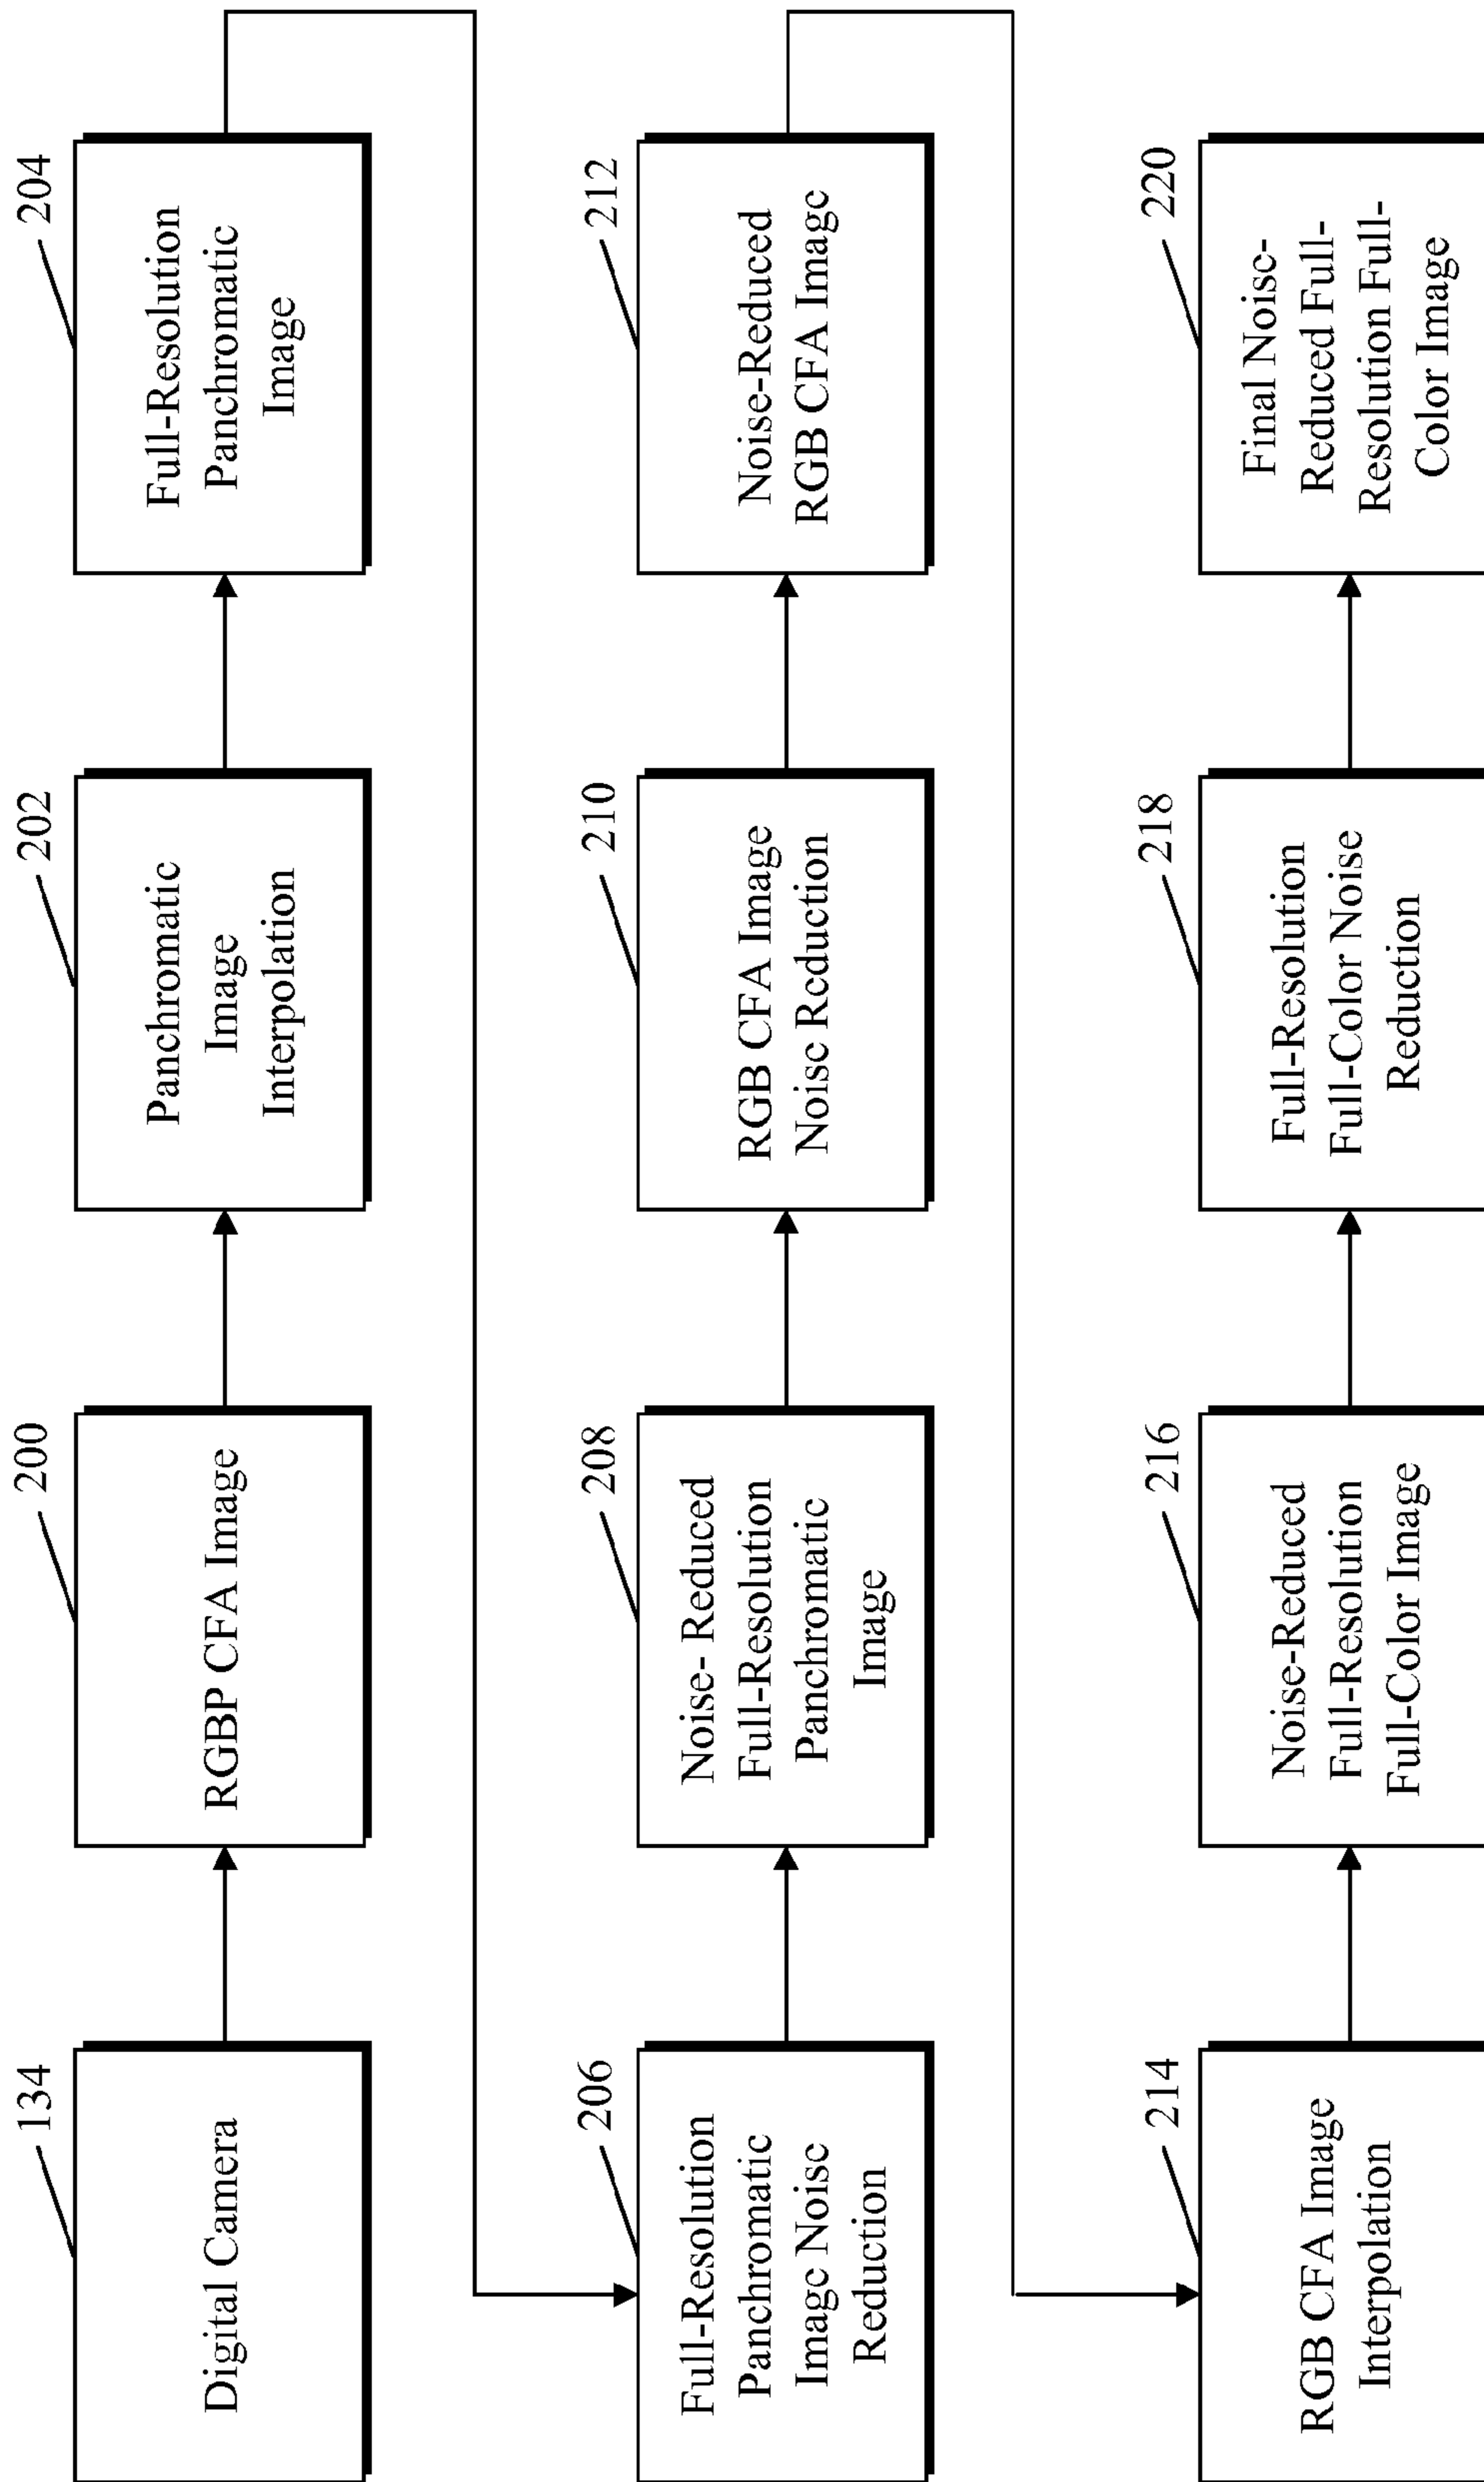 134
Digital Camera
200
RGBP CFA Image
202
Panchromatic
Image
Interpolation
204
Full-Resolution
Panchromatic
Image
206
Full-Resolution
Panchromatic
Image Noise
Reduction
208
Noise- Reduced
Full-Resolution
Panchromatic
Image
210
RGB CFA Image
Noise Reduction
212
Noise-Reduced
RGB CFA Image
214
RGB CFA Image
Interpolation
216
Noise-Reduced
Full-Resolution
Full-Color Image
218
Full-Resolution
Full-Color Noise
Reduction
220
Final Noise-
Reduced Full-
Resolution Full-
Color Image